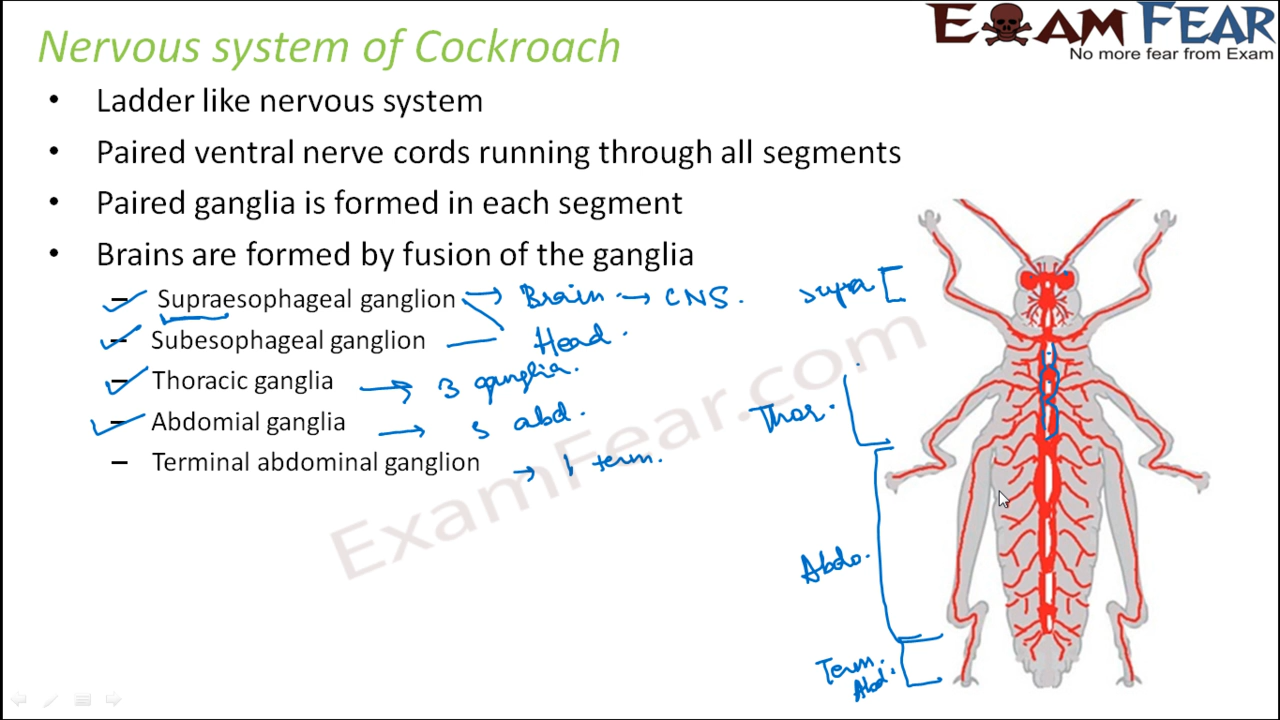 Nervous system of Cockroach
EXAM FEAR
No more fear from Exam
• Ladder like nervous system
• Paired ventral nerve cords running through all segments
• Paired ganglia is formed in each segment
• Brains are formed by fusion of the ganglia
– Supraesophageal ganglion → Brain → CNS.
supra [
– Subesophageal ganglion — Head.
– Thoracic ganglia → 3 ganglia.
Thor.
– Abdomial ganglia → 5 abd.
– Terminal abdominal ganglion → 1 term.
ExamFear.com
Abdo.
Term.
Abd.